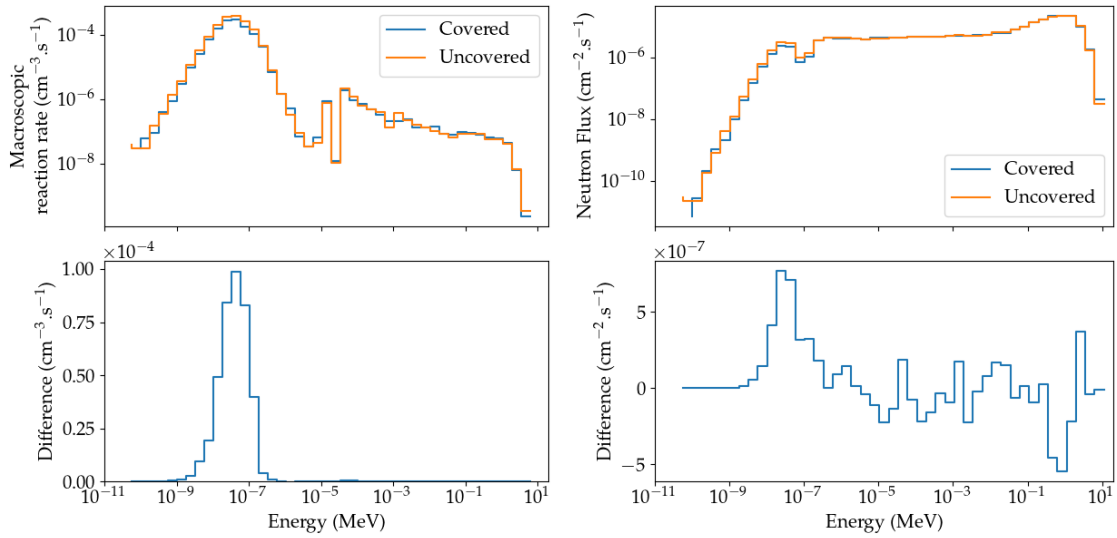 Macroscopic
reaction rate (cm⁻³.s⁻¹)
10⁻⁴
10⁻⁶
10⁻⁸
Covered
Uncovered
Neutron Flux (cm⁻².s⁻¹)
10⁻⁶
10⁻⁸
10⁻¹⁰
Covered
Uncovered
×10⁻⁴
Difference (cm⁻³.s⁻¹)
1.00
0.75
0.50
0.25
0.00
10⁻¹¹ 10⁻⁹ 10⁻⁷ 10⁻⁵ 10⁻³ 10⁻¹ 10¹
Energy (MeV)
×10⁻⁷
Difference (cm⁻².s⁻¹)
5
0
−5
10⁻¹¹ 10⁻⁹ 10⁻⁷ 10⁻⁵ 10⁻³ 10⁻¹ 10¹
Energy (MeV)